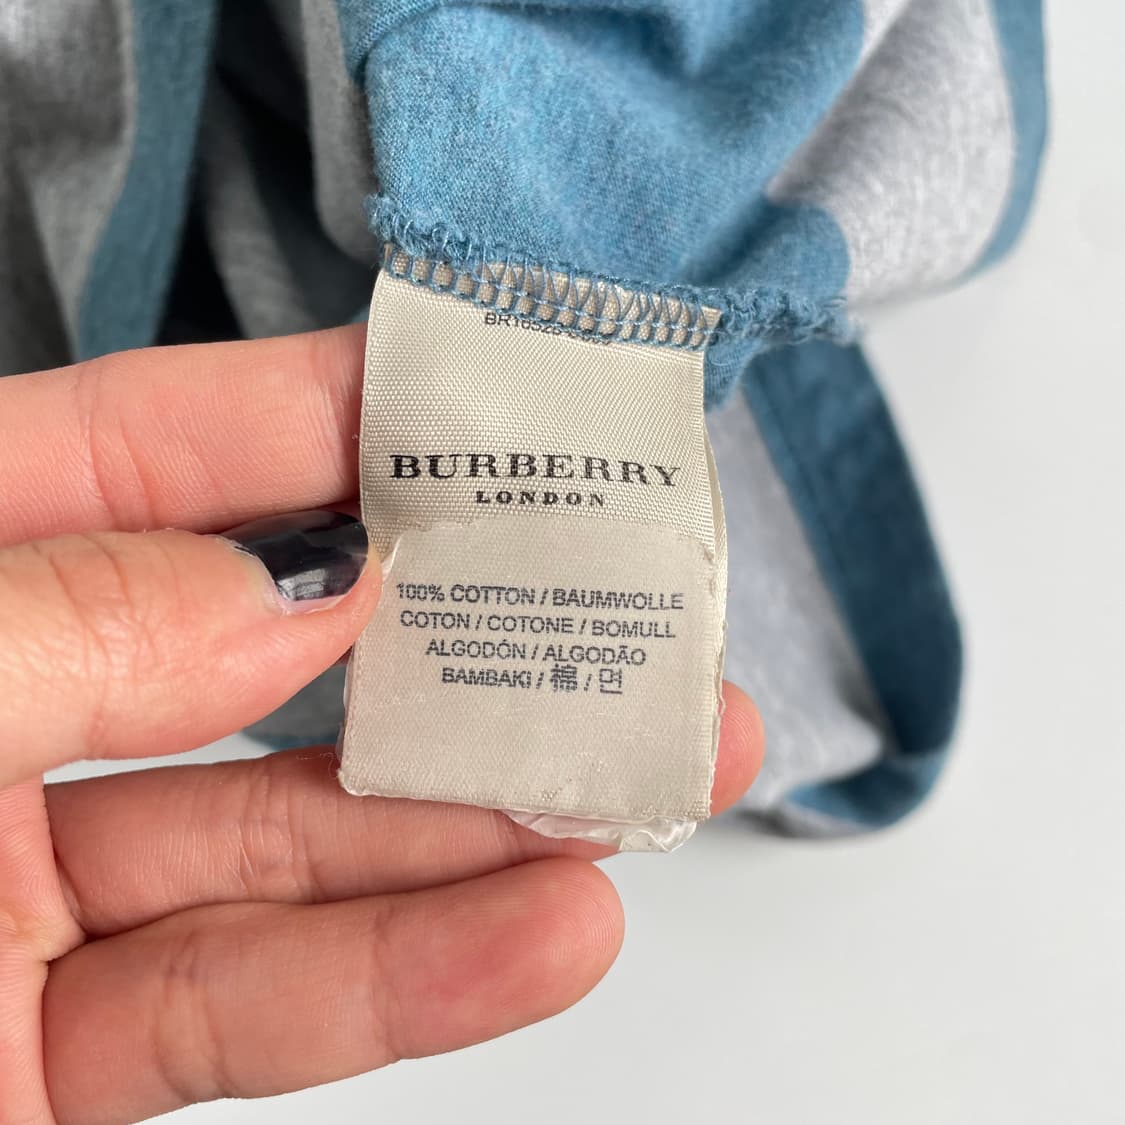 BURBERRY
LONDON
100% COTTON / BAUMWOLLE
COTON / COTONE / BOMULL
ALGODÓN / ALGODÃO
BAMBAKI / 棉 / 면